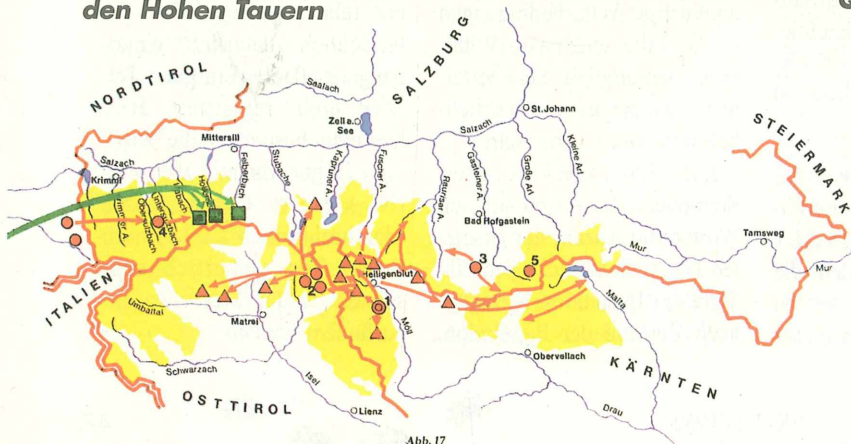 den Hohen Tauern
NORDTIROL
SALZBURG
STEIERMARK
ITALIEN
OSTTIROL
KÄRNTEN
Saalach
Zell a.
See
Mittersill
Salzach
St. Johann
Salzach
Krimml
Krimmler A.
Obersulzbach
Untersulzbach
Habach
Felberbach
Stubache
Kapruner A.
Fuscher A.
Rauriser A.
Gasteiner A.
Große Arl
Kleine Arl
Bad Hofgastein
Tamsweg
Mur
Mur
4
3
5
2
1
Heiligenblut
Umbaltal
Matrei
Möll
Malta
Schwarzach
Isel
Obervellach
Lienz
Drau
Abb. 17